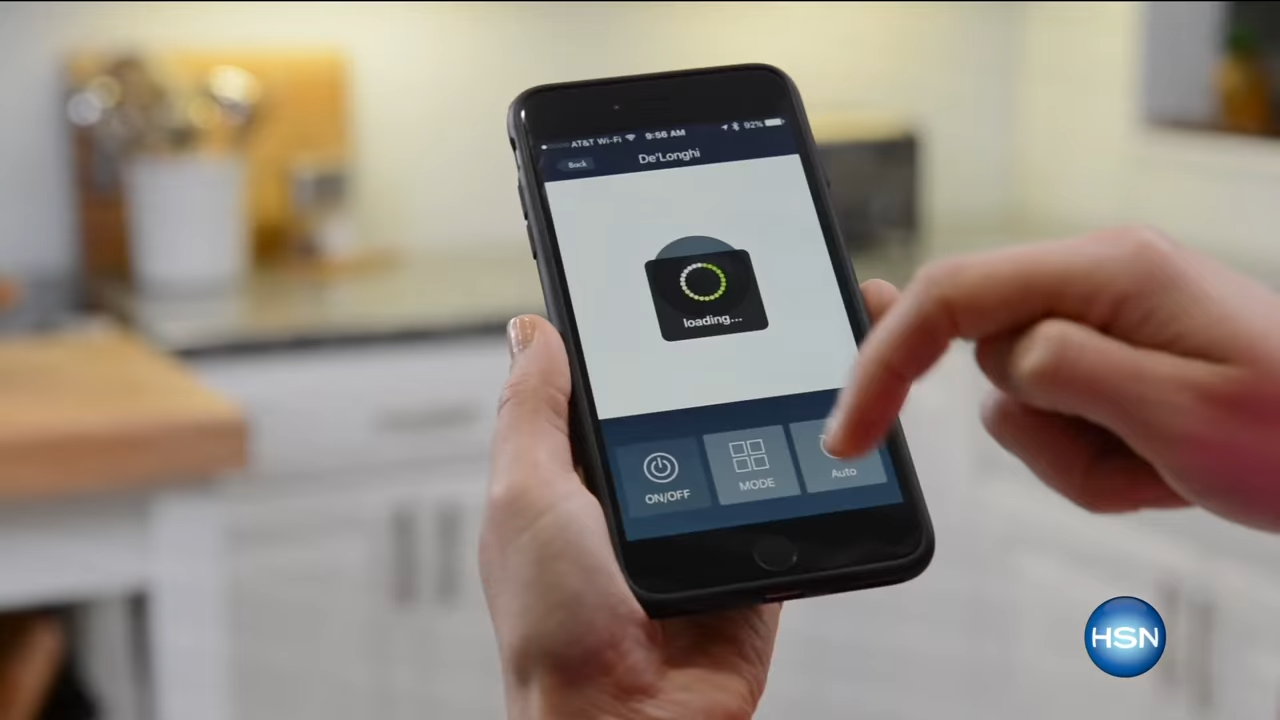 AT&T Wi-Fi 9:56 AM 92%
Back De'Longhi
loading...
ON/OFF MODE Auto
HSN